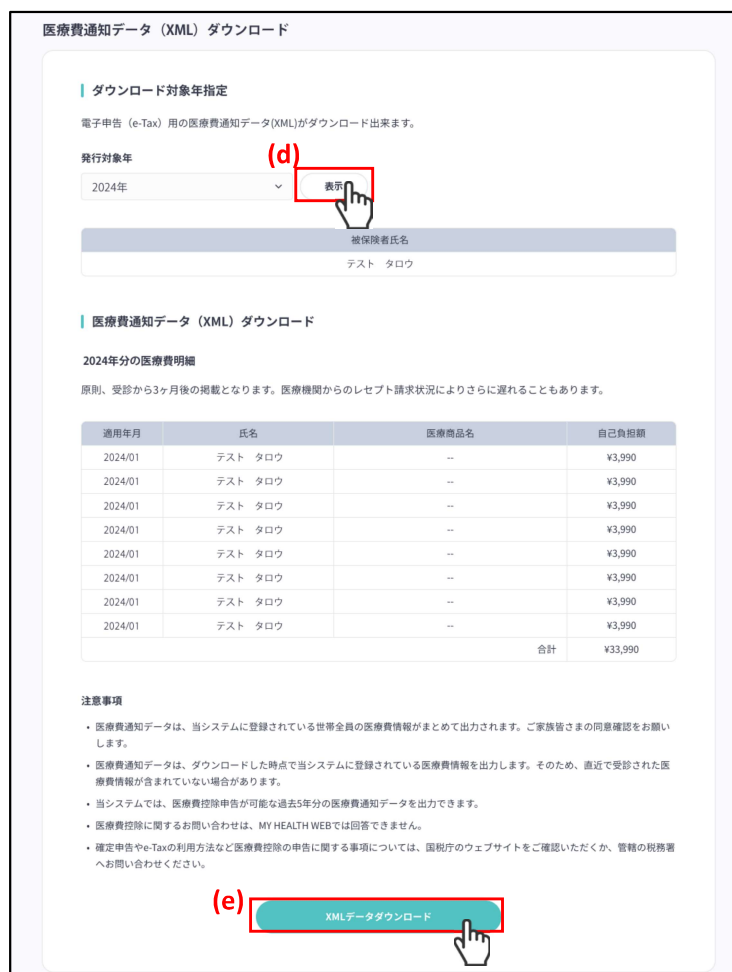 医療費通知データ（XML）ダウンロード
ダウンロード対象年指定
電子申告（e-Tax）用の医療費通知データ(XML)がダウンロード出来ます。
発行対象年
(d)
2024年
表示
被保険者氏名
テスト　タロウ
医療費通知データ（XML）ダウンロード
2024年分の医療費明細
原則、受診から3ヶ月後の掲載となります。医療機関からのレセプト請求状況によりさらに遅れることもあります。
適用年月 氏名 医療商品名 自己負担額
2024/01 テスト　タロウ -- ¥3,990
2024/01 テスト　タロウ -- ¥3,990
2024/01 テスト　タロウ -- ¥3,990
2024/01 テスト　タロウ -- ¥3,990
2024/01 テスト　タロウ -- ¥3,990
2024/01 テスト　タロウ -- ¥3,990
2024/01 テスト　タロウ -- ¥3,990
2024/01 テスト　タロウ -- ¥3,990
合計 ¥33,990
注意事項
• 医療費通知データは、当システムに登録されている世帯全員の医療費情報がまとめて出力されます。ご家族皆さまの同意確認をお願い
します。
• 医療費通知データは、ダウンロードした時点で当システムに登録されている医療費情報を出力します。そのため、直近で受診された医
療費情報が含まれていない場合があります。
• 当システムでは、医療費控除申告が可能な過去5年分の医療費通知データを出力できます。
• 医療費控除に関するお問い合わせは、MY HEALTH WEBでは回答できません。
• 確定申告やe-Taxの利用方法など医療費控除の申告に関する事項については、国税庁のウェブサイトをご確認いただくか、管轄の税務署
へお問い合わせください。
(e)
XMLデータダウンロード